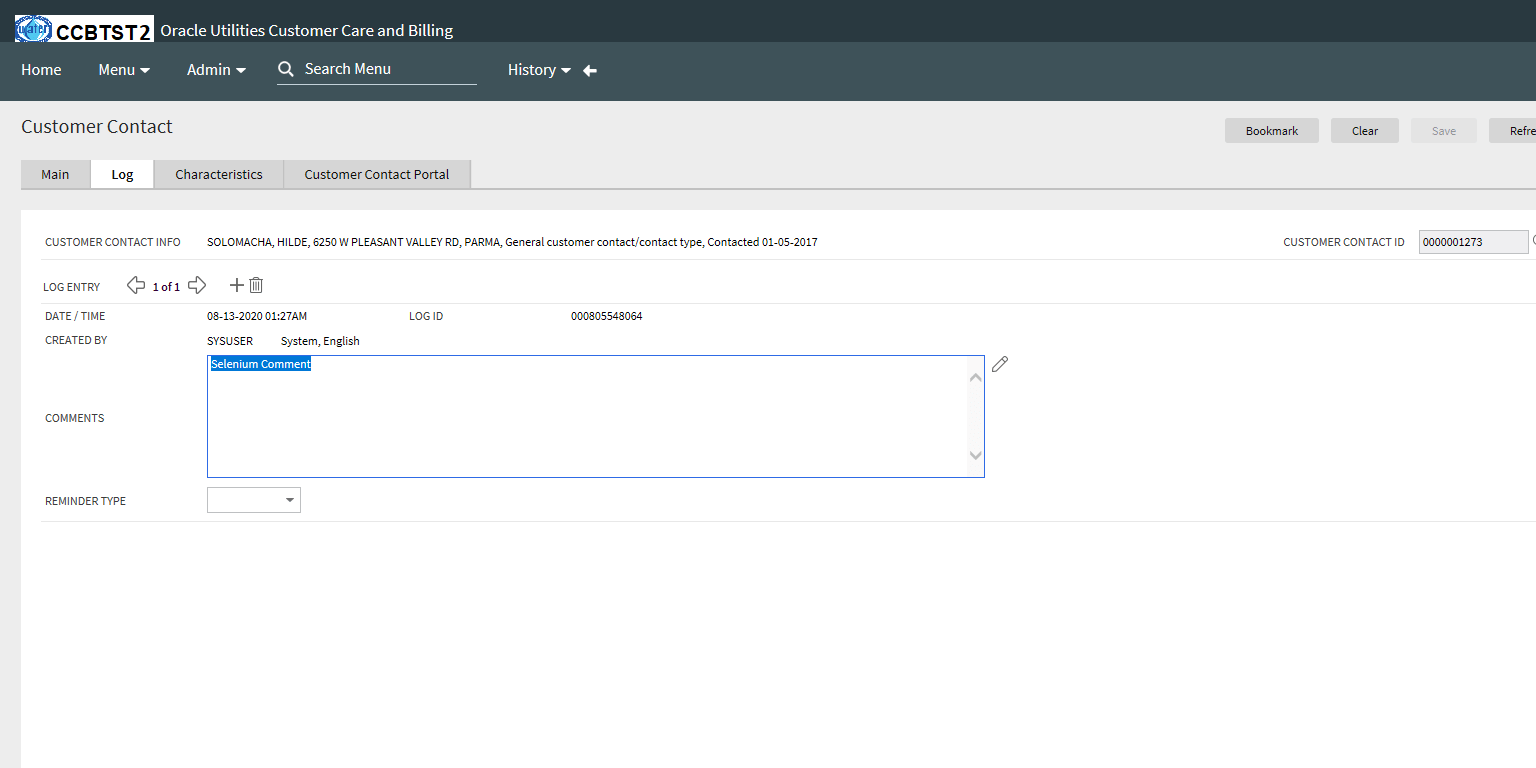 water CCBTST2 Oracle Utilities Customer Care and Billing
Home Menu Admin Search Menu History
Customer Contact
Bookmark Clear Save Refre
Main Log Characteristics Customer Contact Portal
CUSTOMER CONTACT INFO SOLOMACHA, HILDE, 6250 W PLEASANT VALLEY RD, PARMA, General customer contact/contact type, Contacted 01-05-2017 CUSTOMER CONTACT ID 0000001273
LOG ENTRY 1 of 1
DATE / TIME 08-13-2020 01:27AM LOG ID 000805548064
CREATED BY SYSUSER System, English
Selenium Comment
COMMENTS
REMINDER TYPE